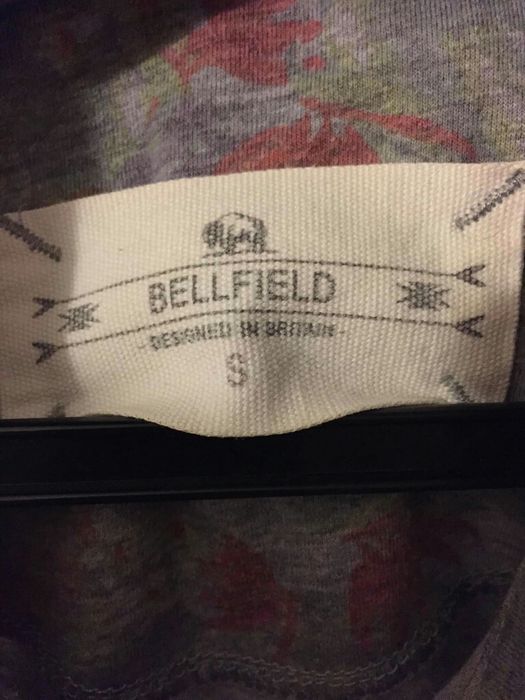 BELLFIELD
- DESIGNED IN BRITAIN -
S